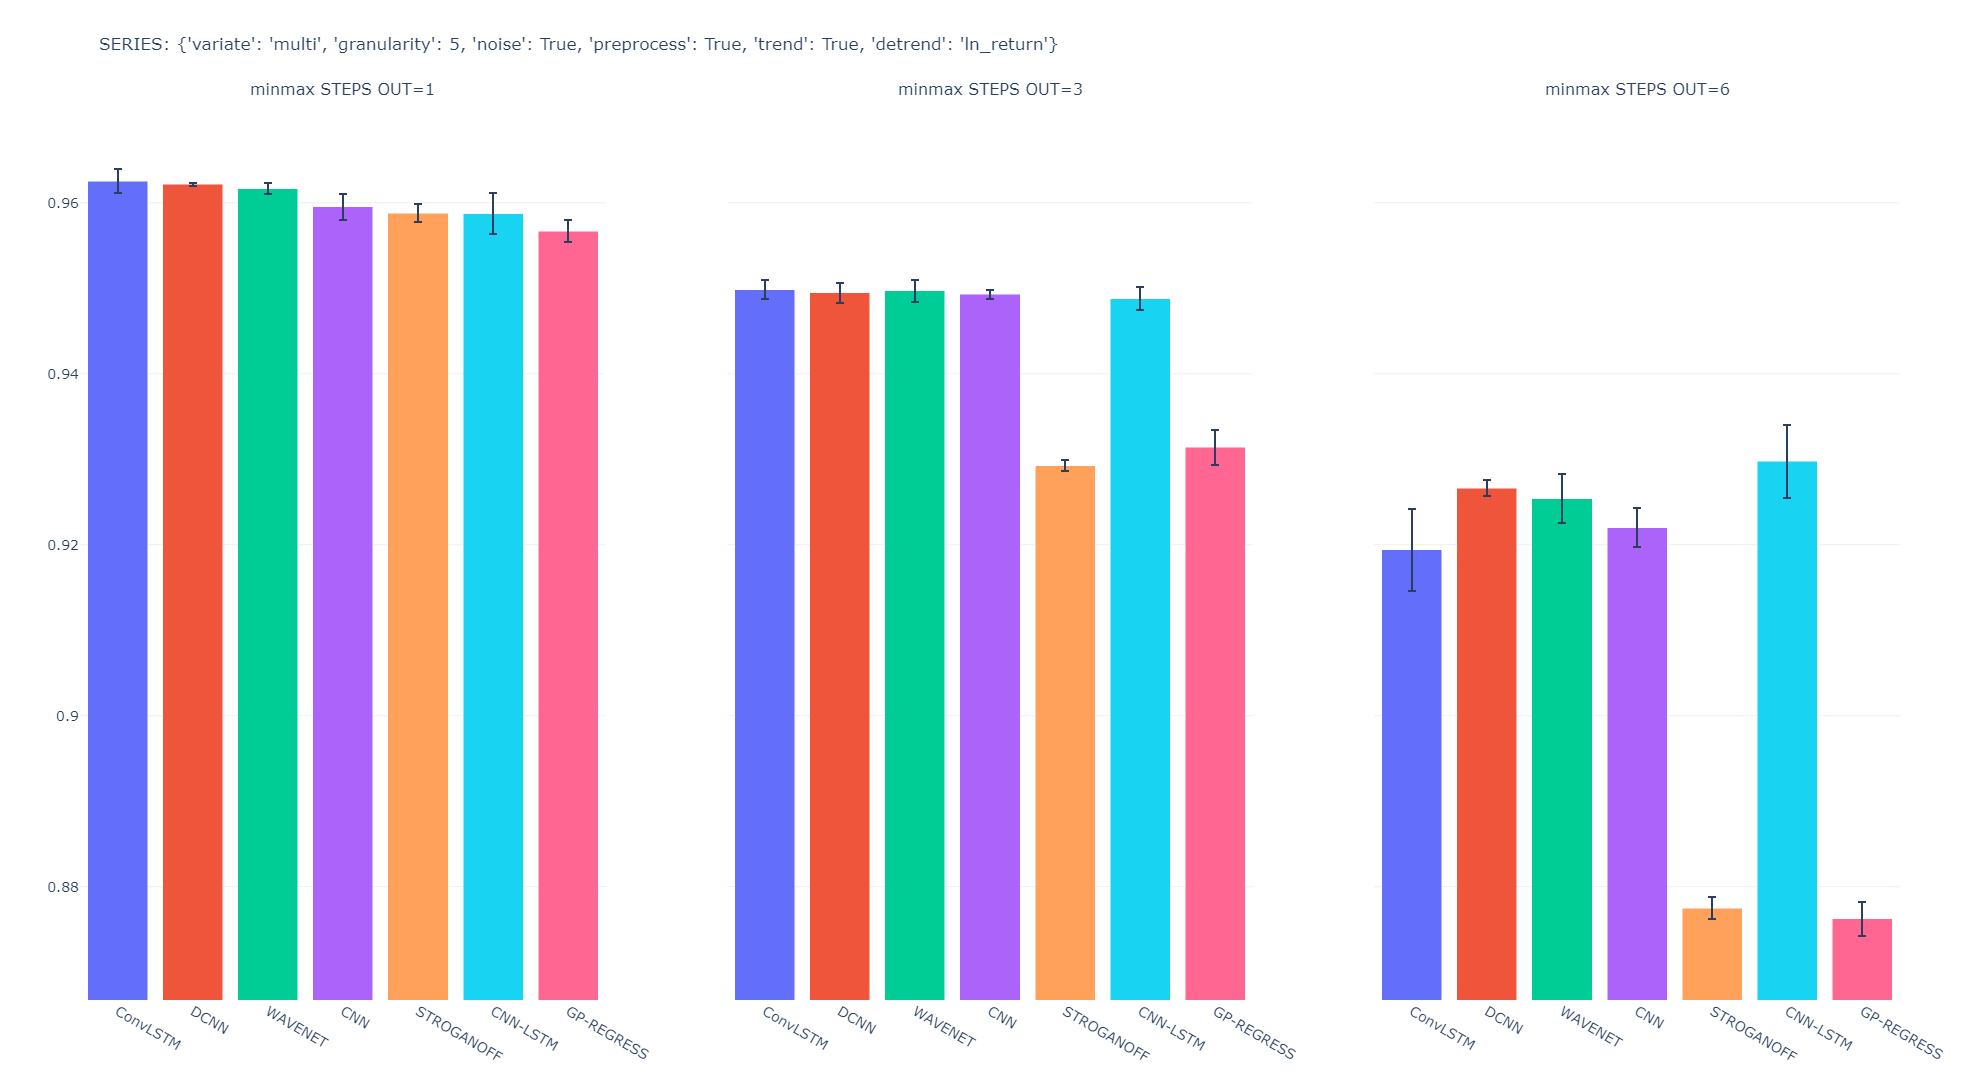 SERIES: {'variate': 'multi', 'granularity': 5, 'noise': True, 'preprocess': True, 'trend': True, 'detrend': 'ln_return'}
minmax STEPS OUT=1
minmax STEPS OUT=3
minmax STEPS OUT=6
0.96
0.94
0.92
0.9
0.88
ConvLSTM
DCNN
WAVENET
CNN
STROGANOFF
CNN-LSTM
GP-REGRESS
ConvLSTM
DCNN
WAVENET
CNN
STROGANOFF
CNN-LSTM
GP-REGRESS
ConvLSTM
DCNN
WAVENET
CNN
STROGANOFF
CNN-LSTM
GP-REGRESS